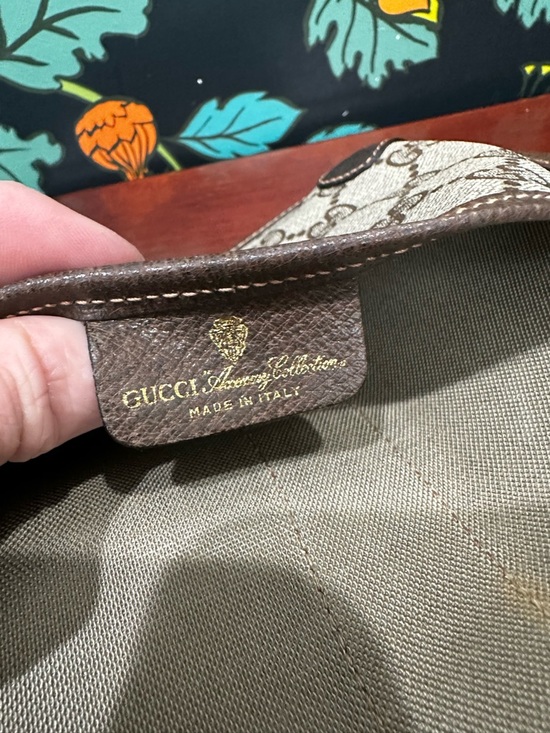 GUCCI "Accessory Collection"
MADE IN ITALY